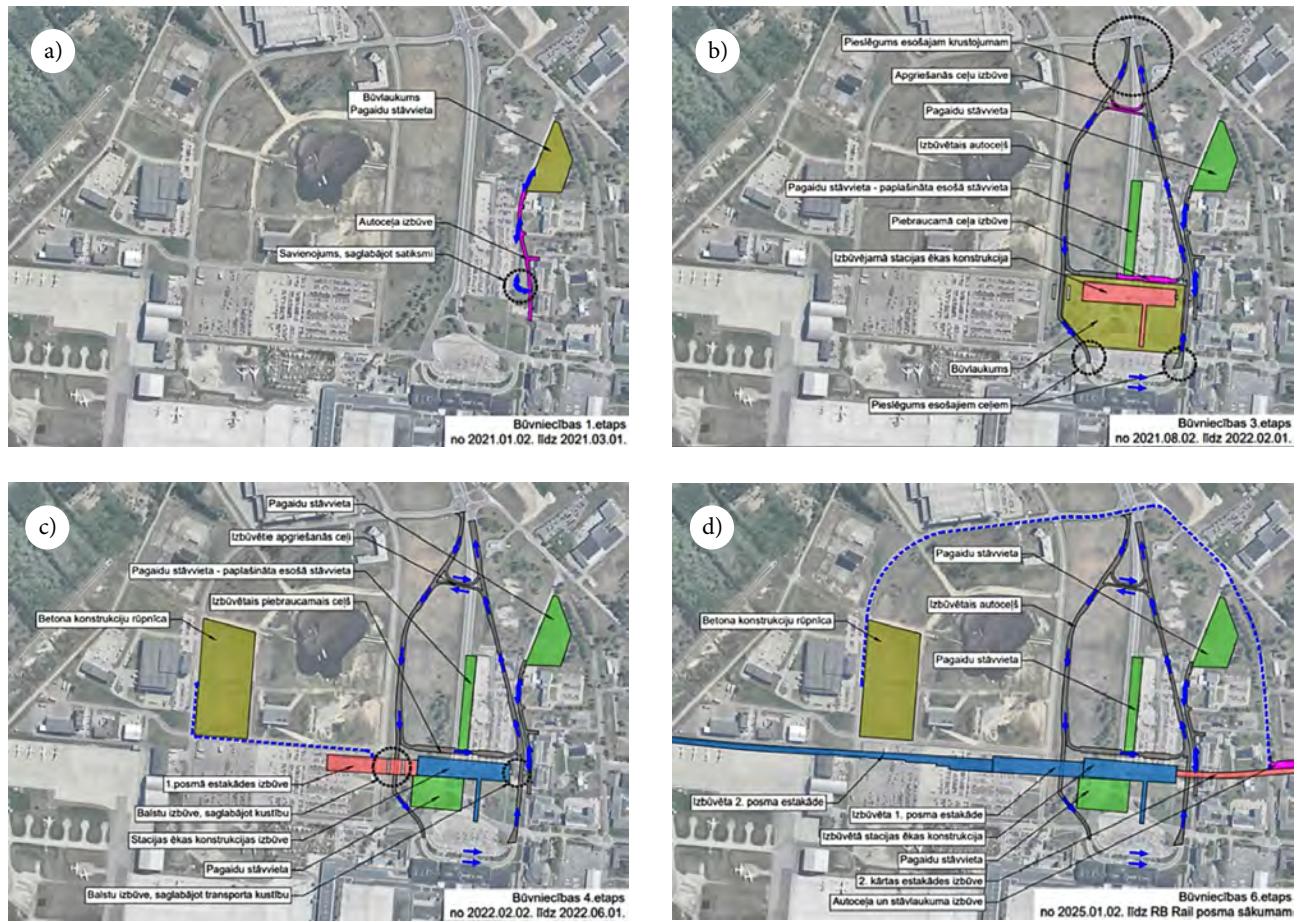 a)
Būvlaukums
Pagaidu stāvvieta
Autoceļa izbūve
Savienojums, saglabājot satiksmi
Būvniecības 1.etaps
no 2021.01.02. līdz 2021.03.01.
b)
Pieslēgums esošajam krustojumam
Apgriešanās ceļu izbūve
Pagaidu stāvvieta
Izbūvētais autoceļš
Pagaidu stāvvieta - paplašināta esošā stāvvieta
Piebraucamā ceļa izbūve
Izbūvējamā stacijas ēkas konstrukcija
Būvlaukums
Pieslēgums esošajiem ceļiem
Būvniecības 3.etaps
no 2021.08.02. līdz 2022.02.01.
c)
Pagaidu stāvvieta
Izbūvētie apgriešanās ceļi
Pagaidu stāvvieta - paplašināta esošā stāvvieta
Izbūvētais piebraucamais ceļš
Betona konstrukciju rūpnīca
1.posmā estakādes izbūve
Balstu izbūve, saglabājot kustību
Stacijas ēkas konstrukcijas izbūve
Pagaidu stāvvieta
Balstu izbūve, saglabājot transporta kustību
Būvniecības 4.etaps
no 2022.02.02. līdz 2022.06.01.
d)
Pagaidu stāvvieta
Izbūvētais autoceļš
Betona konstrukciju rūpnīca
Pagaidu stāvvieta
Izbūvēta 2. posma estakāde
Izbūvēta 1. posma estakāde
Izbūvētā stacijas ēkas konstrukcija
Pagaidu stāvvieta
2. kārtas estakādes izbūve
Autoceļa un stāvlaukuma izbūve
Būvniecības 6.etaps
no 2025.01.02. līdz RB Rail posma sākumam